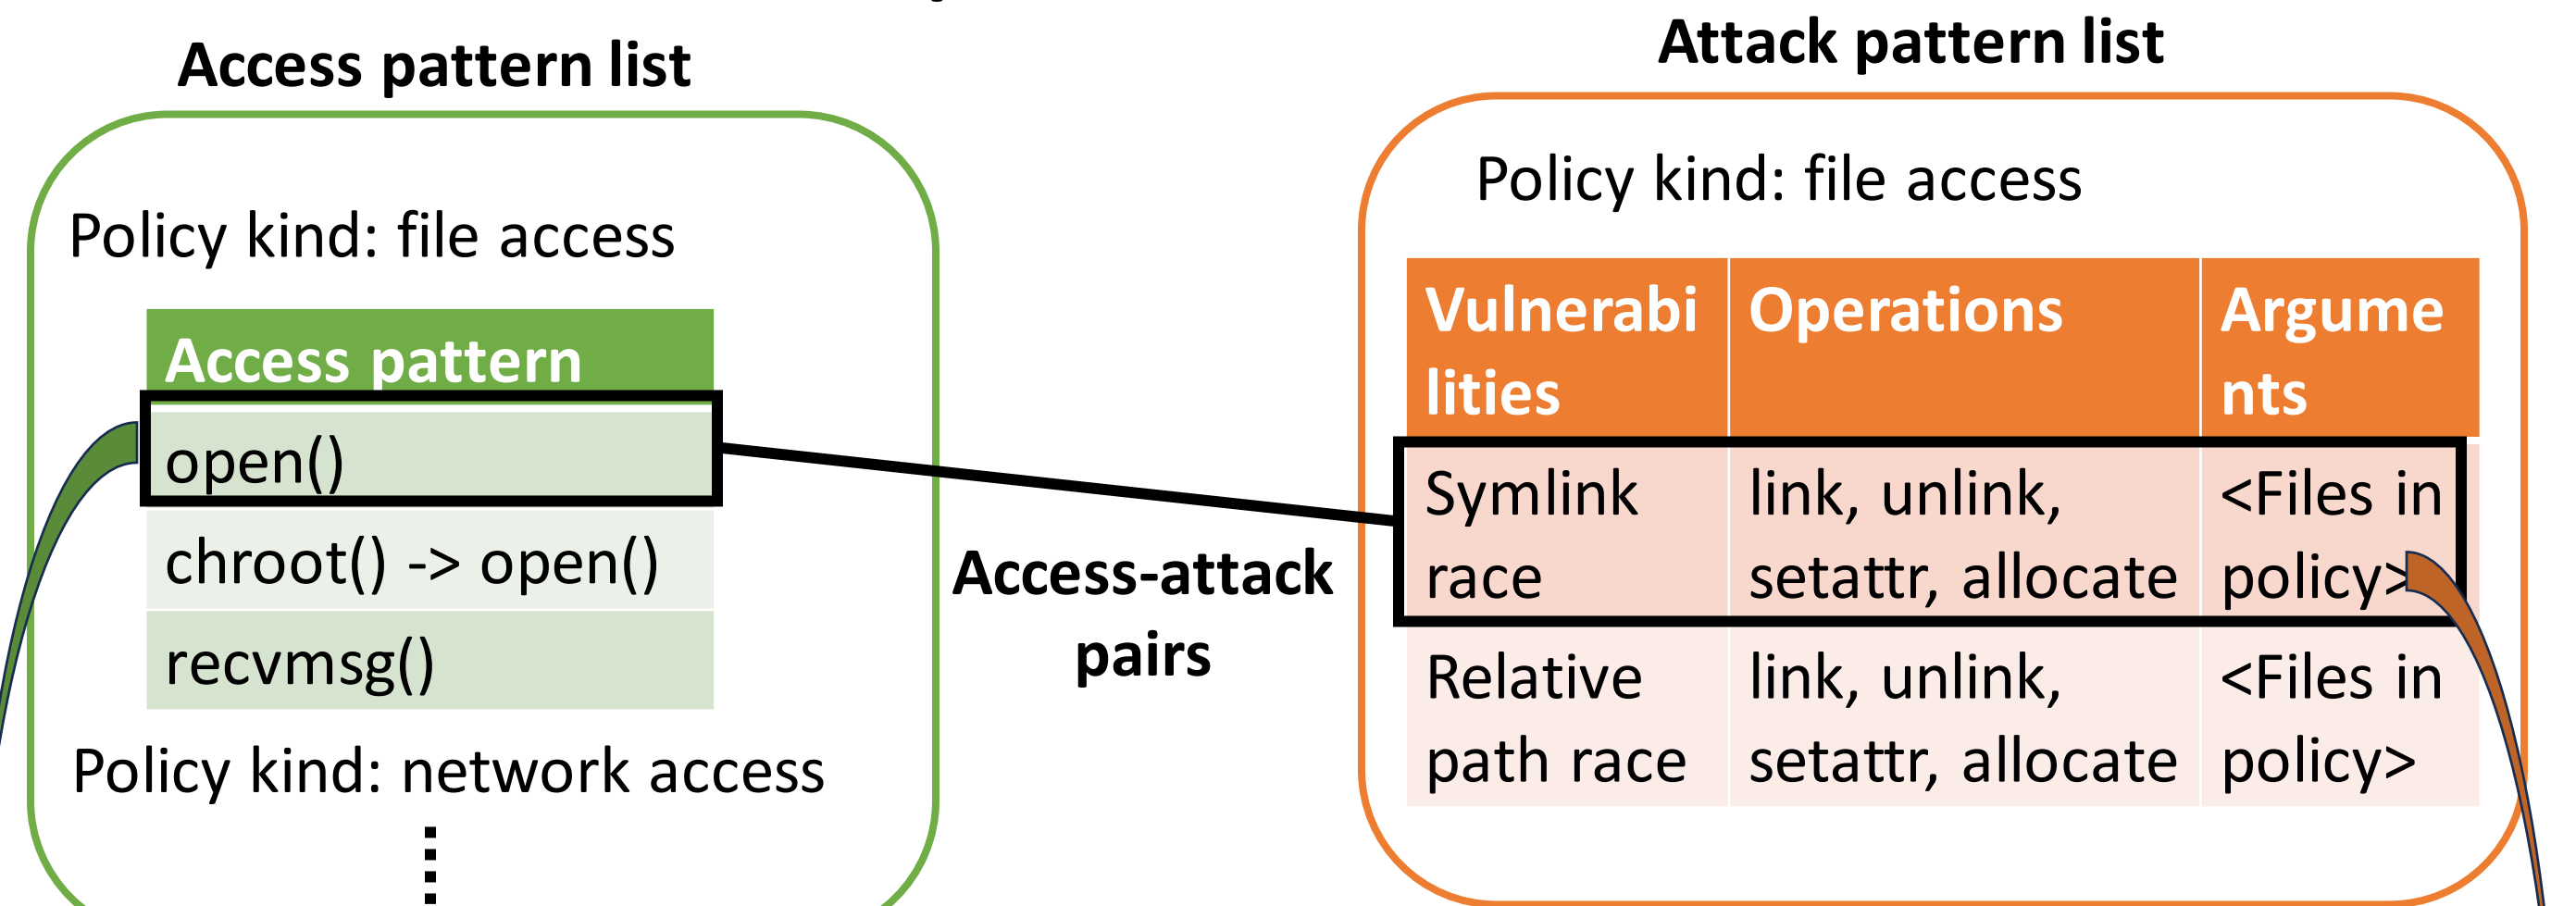 Access pattern list
Policy kind: file access
Access pattern
open()
chroot() -> open()
recvmsg()
Policy kind: network access
Access-attack
pairs
Attack pattern list
Policy kind: file access
Vulnerabi
lities
Operations
Argume
nts
Symlink
race
link, unlink,
setattr, allocate
<Files in
policy>
Relative
path race
link, unlink,
setattr, allocate
<Files in
policy>